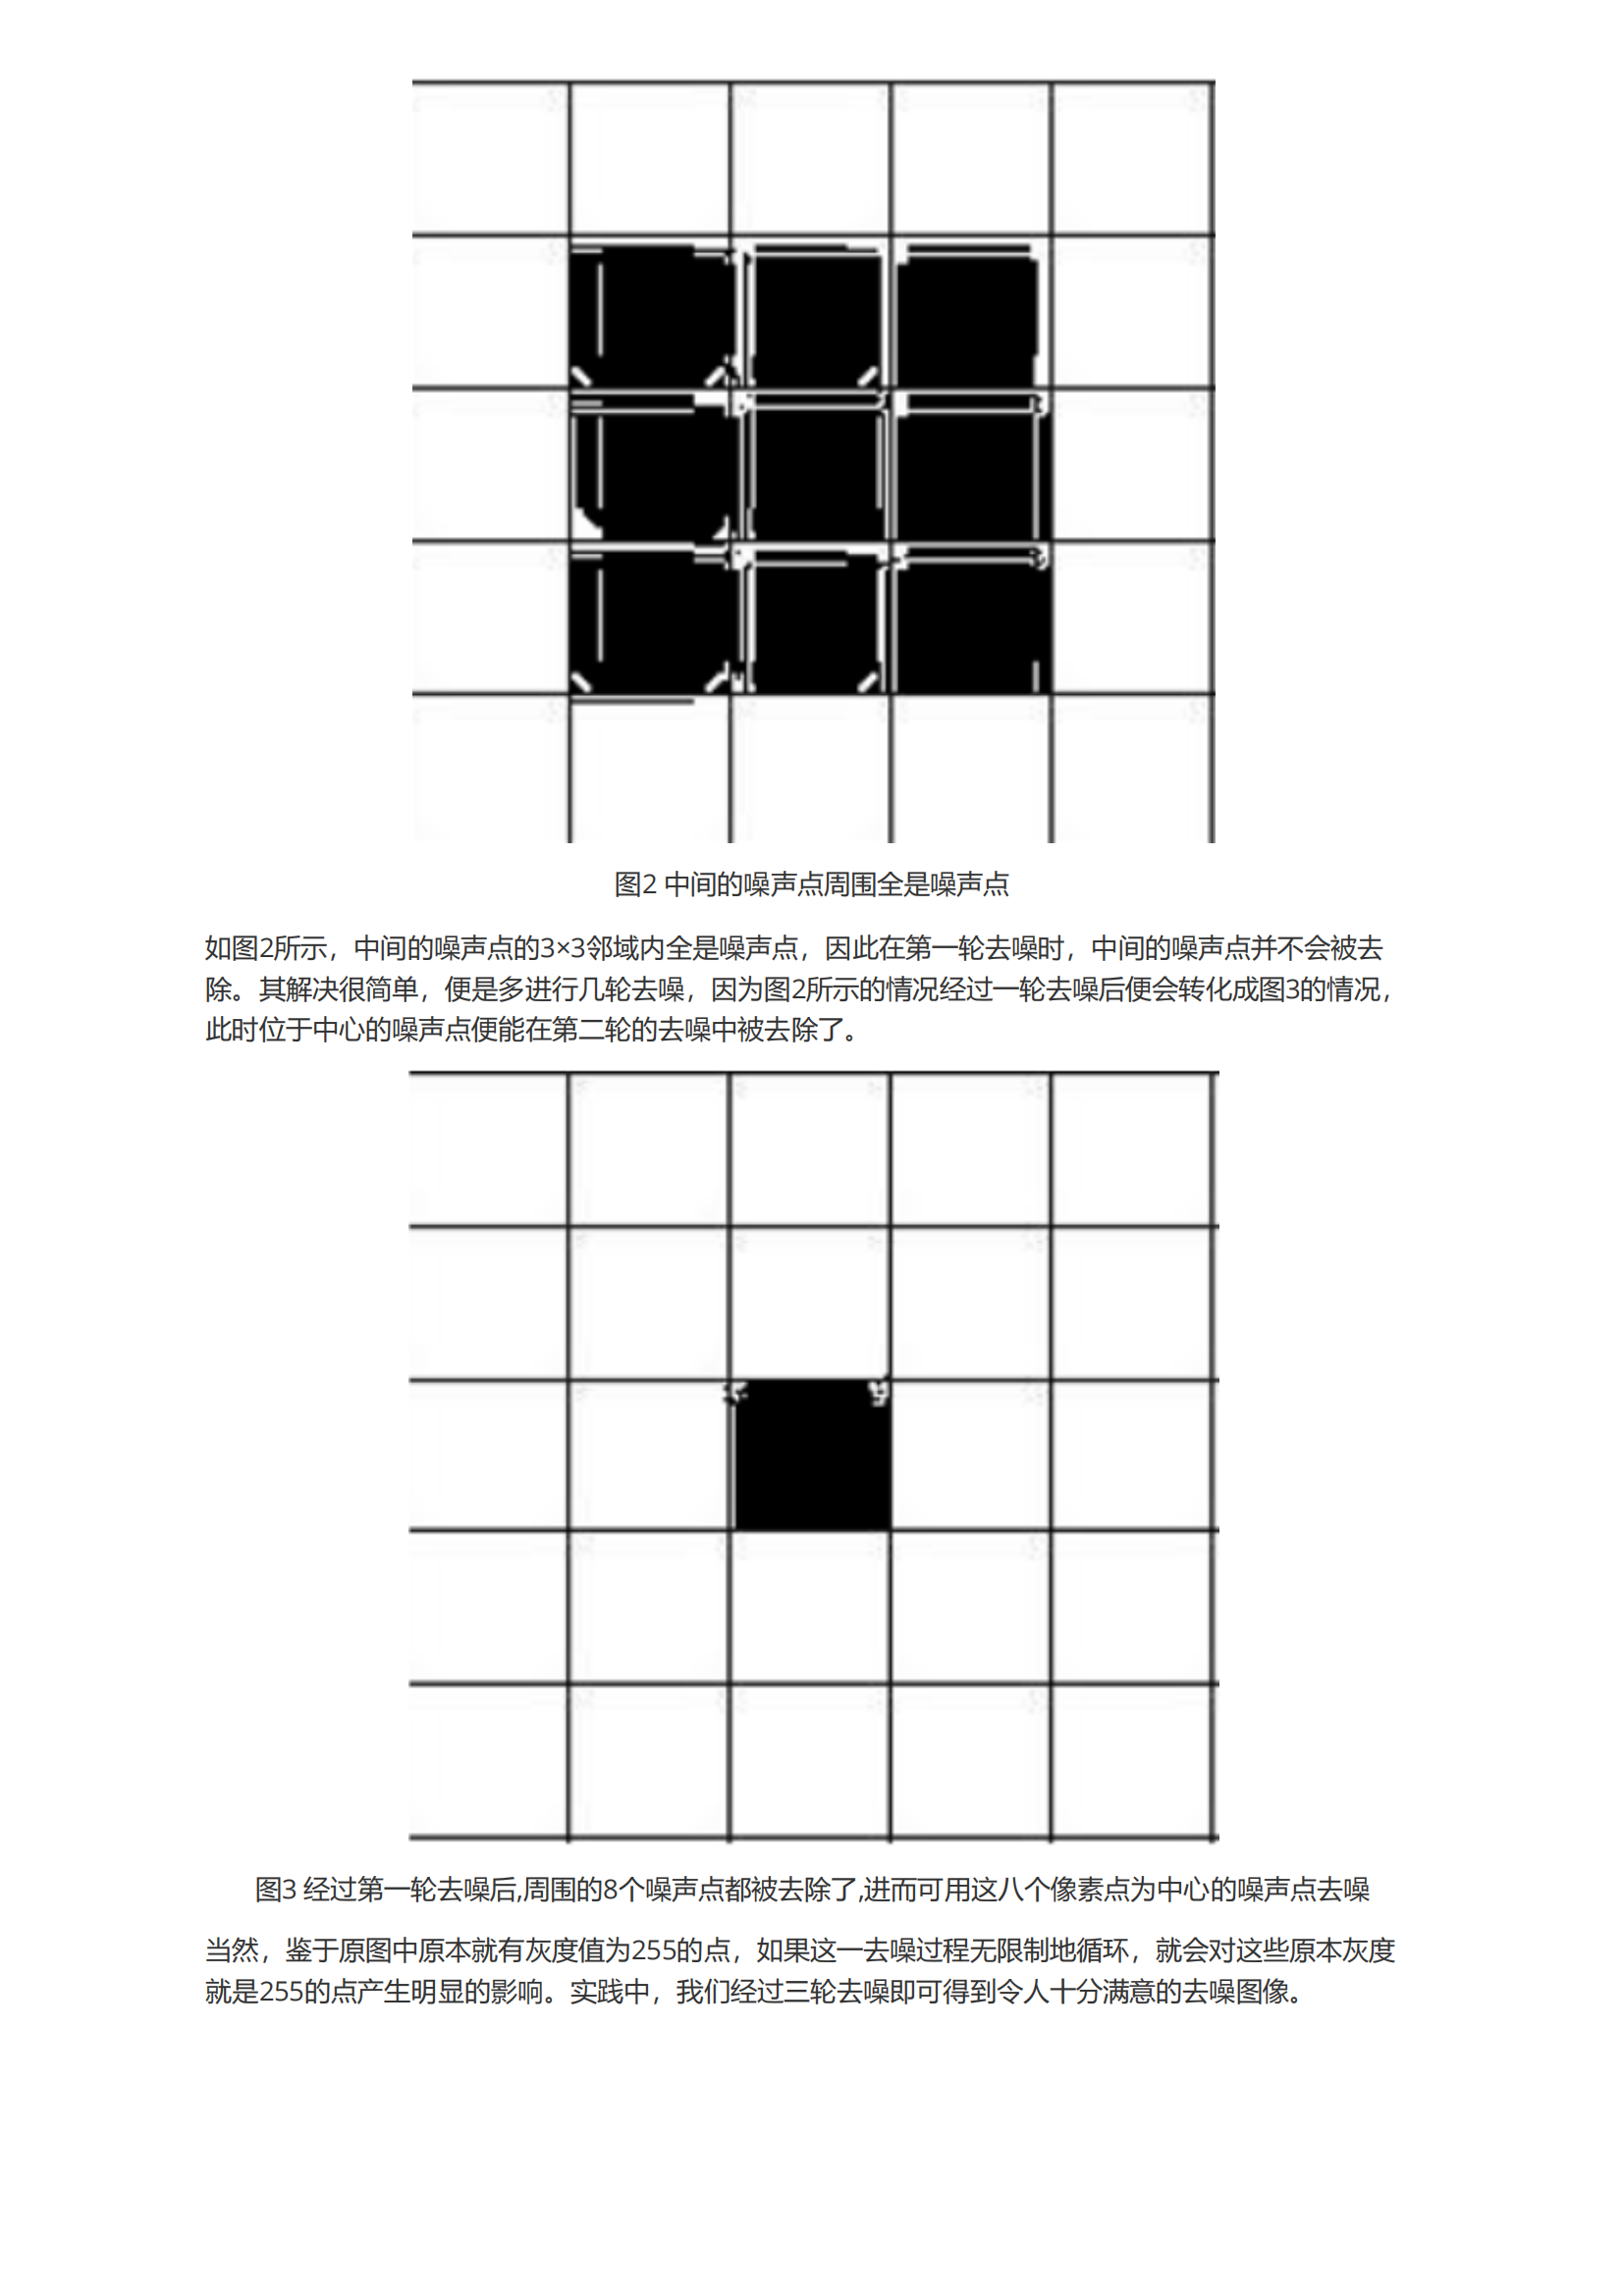 图2 中间的噪声点周围全是噪声点
如图2所示，中间的噪声点的3×3邻域内全是噪声点，因此在第一轮去噪时，中间的噪声点并不会被去
除。其解决很简单，便是多进行几轮去噪，因为图2所示的情况经过一轮去噪后便会转化成图3的情况，
此时位于中心的噪声点便能在第二轮的去噪中被去除了。
图3 经过第一轮去噪后,周围的8个噪声点都被去除了,进而可用这八个像素点为中心的噪声点去噪
当然，鉴于原图中原本就有灰度值为255的点，如果这一去噪过程无限制地循环，就会对这些原本灰度
就是255的点产生明显的影响。实践中，我们经过三轮去噪即可得到令人十分满意的去噪图像。